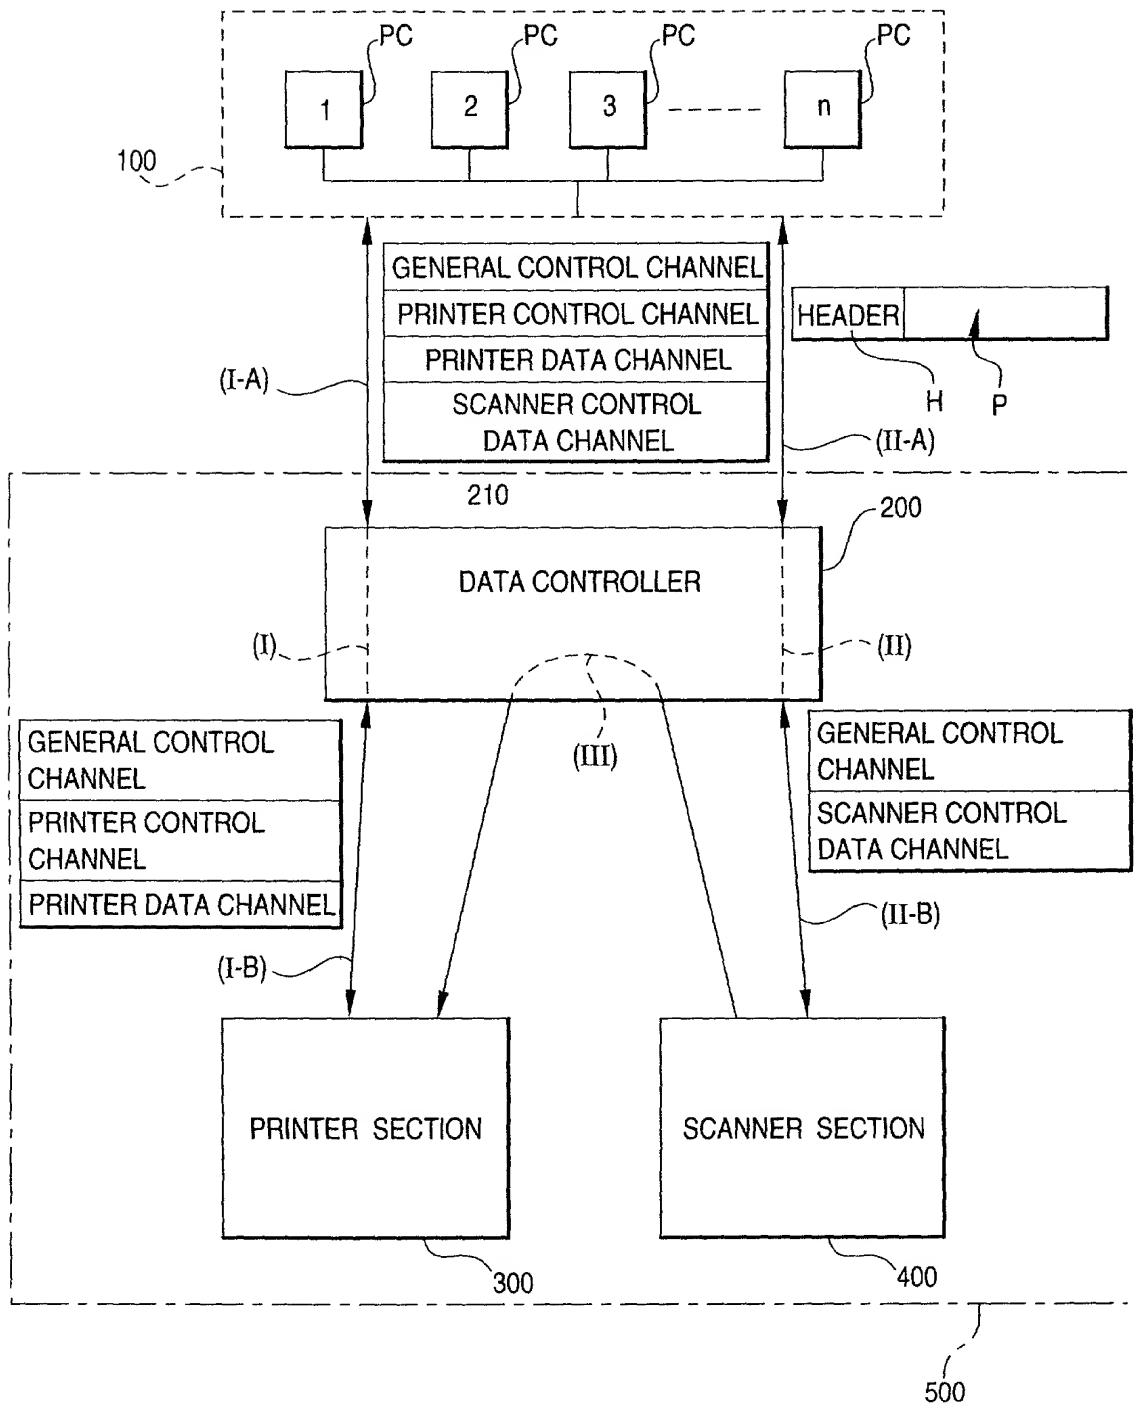 PC PC PC PC
1 2 3 n
100
GENERAL CONTROL CHANNEL
PRINTER CONTROL CHANNEL
PRINTER DATA CHANNEL
SCANNER CONTROL
DATA CHANNEL
HEADER
H P
(I-A)
(II-A)
210
200
DATA CONTROLLER
(I)
(II)
(III)
GENERAL CONTROL
CHANNEL
PRINTER CONTROL
CHANNEL
PRINTER DATA CHANNEL
GENERAL CONTROL
CHANNEL
SCANNER CONTROL
DATA CHANNEL
(I-B)
(II-B)
PRINTER SECTION
SCANNER SECTION
300
400
500